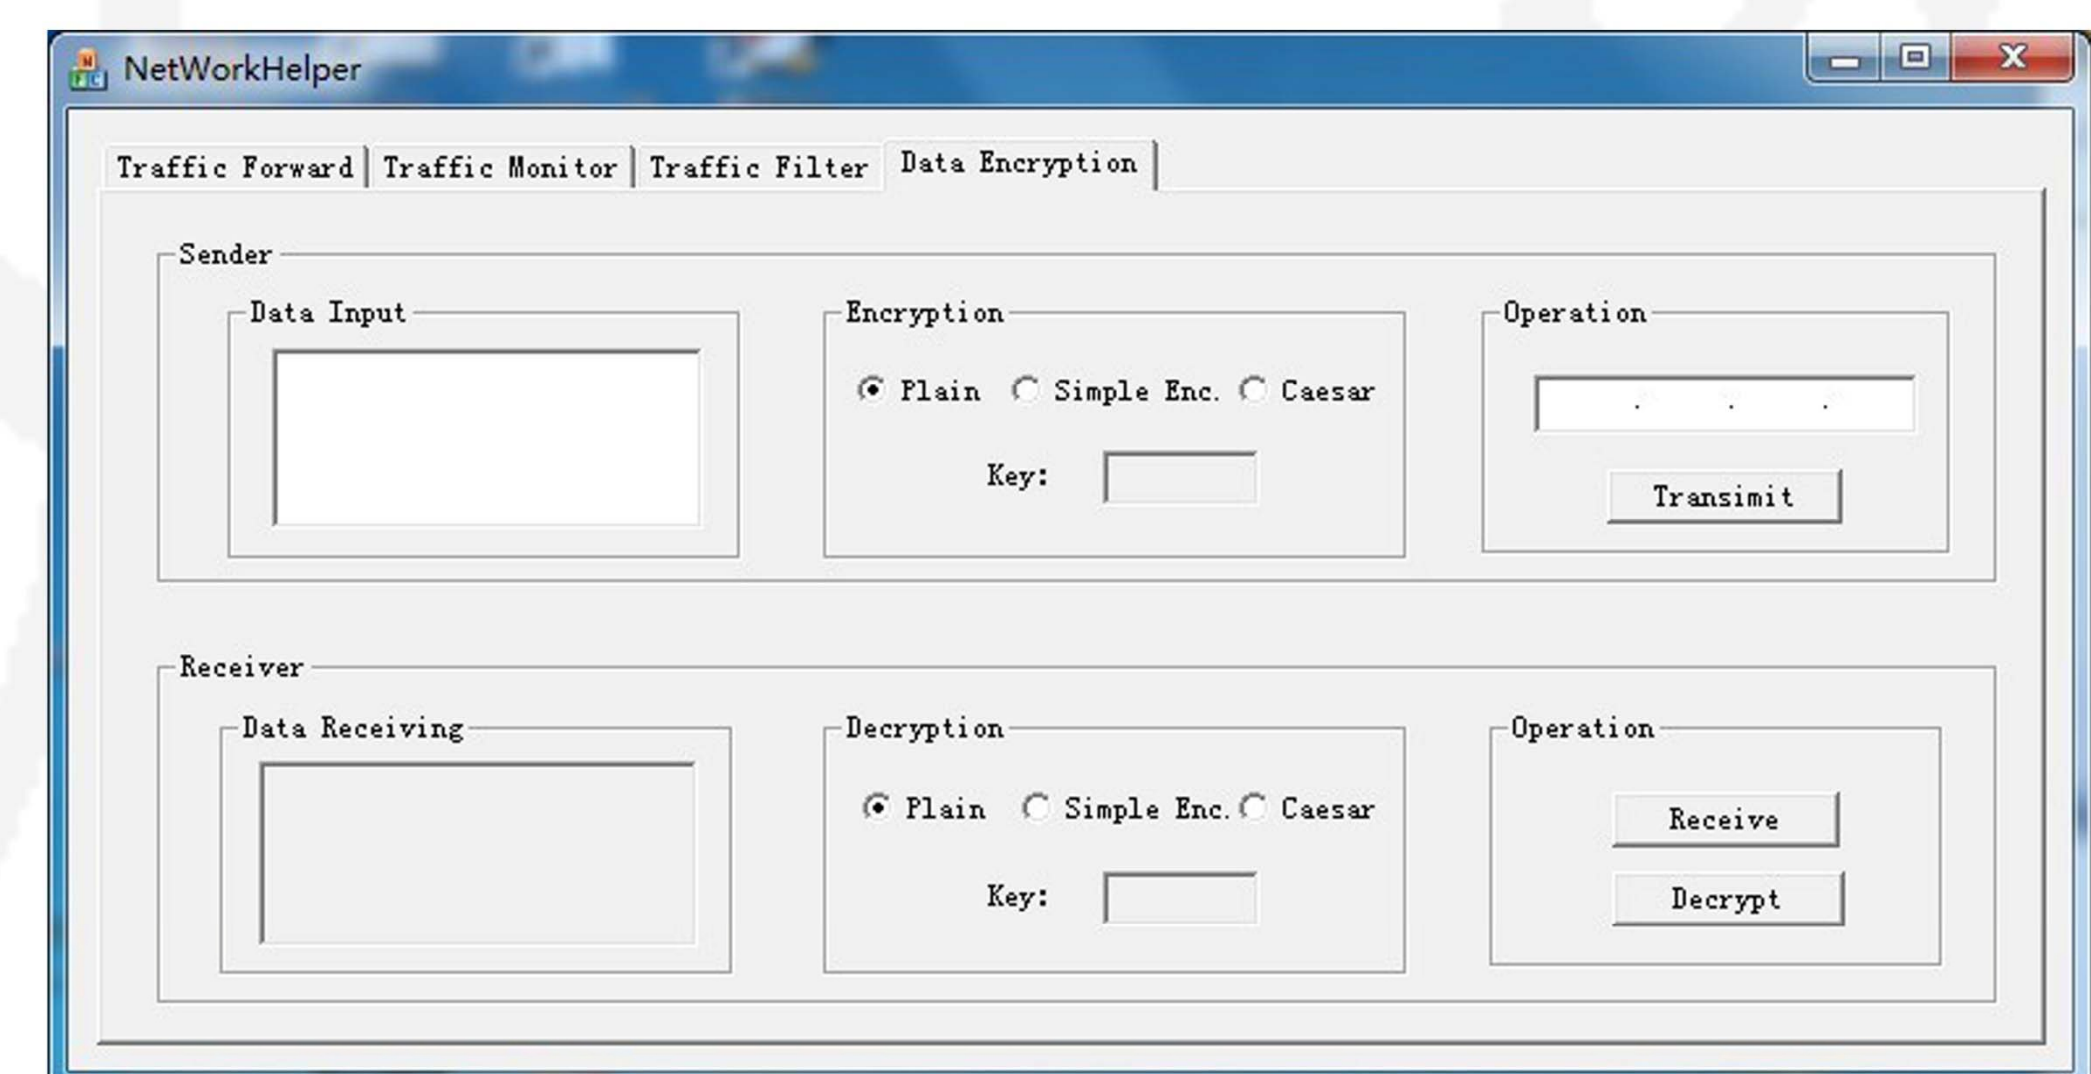 NetWorkHelper
Traffic Forward Traffic Monitor Traffic Filter Data Encryption
Sender
Data Input
Encryption
Operation
Plain Simple Enc. Caesar
. . .
Key:
Transimit
Receiver
Data Receiving
Decryption
Operation
Plain Simple Enc. Caesar
Receive
Key:
Decrypt